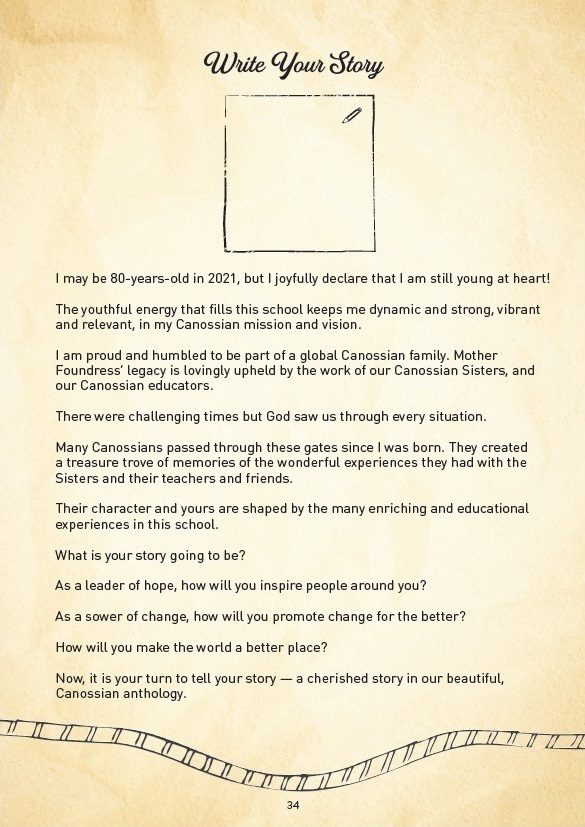 Write Your Story
I may be 80-years-old in 2021, but I joyfully declare that I am still young at heart!
The youthful energy that fills this school keeps me dynamic and strong, vibrant
and relevant, in my Canossian mission and vision.
I am proud and humbled to be part of a global Canossian family. Mother
Foundress’ legacy is lovingly upheld by the work of our Canossian Sisters, and
our Canossian educators.
There were challenging times but God saw us through every situation.
Many Canossians passed through these gates since I was born. They created
a treasure trove of memories of the wonderful experiences they had with the
Sisters and their teachers and friends.
Their character and yours are shaped by the many enriching and educational
experiences in this school.
What is your story going to be?
As a leader of hope, how will you inspire people around you?
As a sower of change, how will you promote change for the better?
How will you make the world a better place?
Now, it is your turn to tell your story — a cherished story in our beautiful,
Canossian anthology.
34